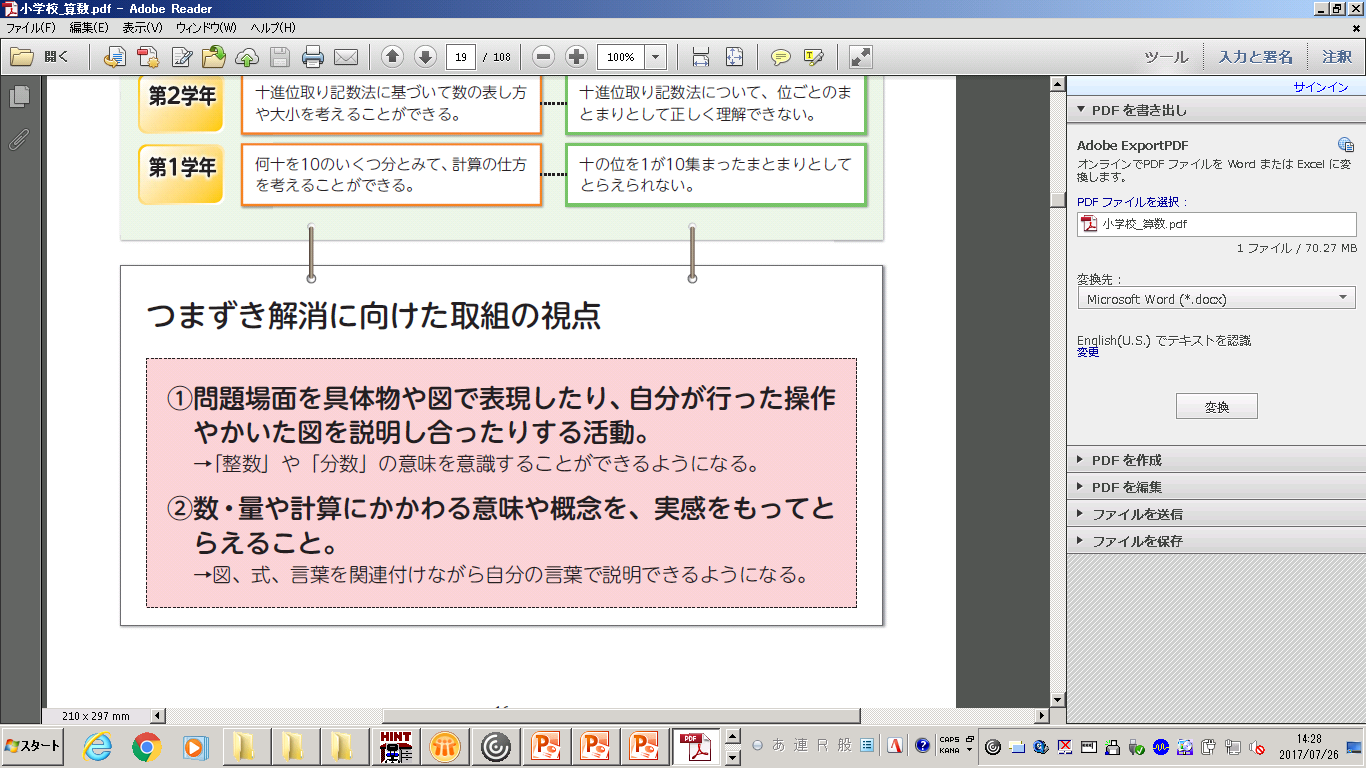 小学校_算数.pdf - Adobe Reader
ファイル(F) 編集(E) 表示(V) ウィンドウ(W) ヘルプ(H)
開く 19 / 108 100% ツール 入力と署名 注釈
サインイン
第2学年
十進位取り記数法に基づいて数の表し方
や大小を考えることができる。
十進位取り記数法について、位ごとのま
とまりとして正しく理解できない。
第1学年
何十を10のいくつ分とみて、計算の仕方
を考えることができる。
十の位を1が10集まったまとまりとして
とらえられない。
つまずき解消に向けた取組の視点
①問題場面を具体物や図で表現したり、自分が行った操作
やかいた図を説明し合ったりする活動。
→「整数」や「分数」の意味を意識することができるようになる。
②数・量や計算にかかわる意味や概念を、実感をもってと
らえること。
→図、式、言葉を関連付けながら自分の言葉で説明できるようになる。
210 x 297 mm
PDF を書き出し
Adobe ExportPDF
オンラインでPDF ファイルを Word または Excel に変
換します。
PDF ファイルを選択 :
小学校_算数.pdf
1 ファイル / 70.27 MB
変換先 :
Microsoft Word (*.docx)
English(U.S.) でテキストを認識
変更
変換
PDF を作成
PDF を編集
ファイルを送信
ファイルを保存
スタート
HINT
PDF
あ 連 R 般
CAPS
KANA
14:28
2017/07/26